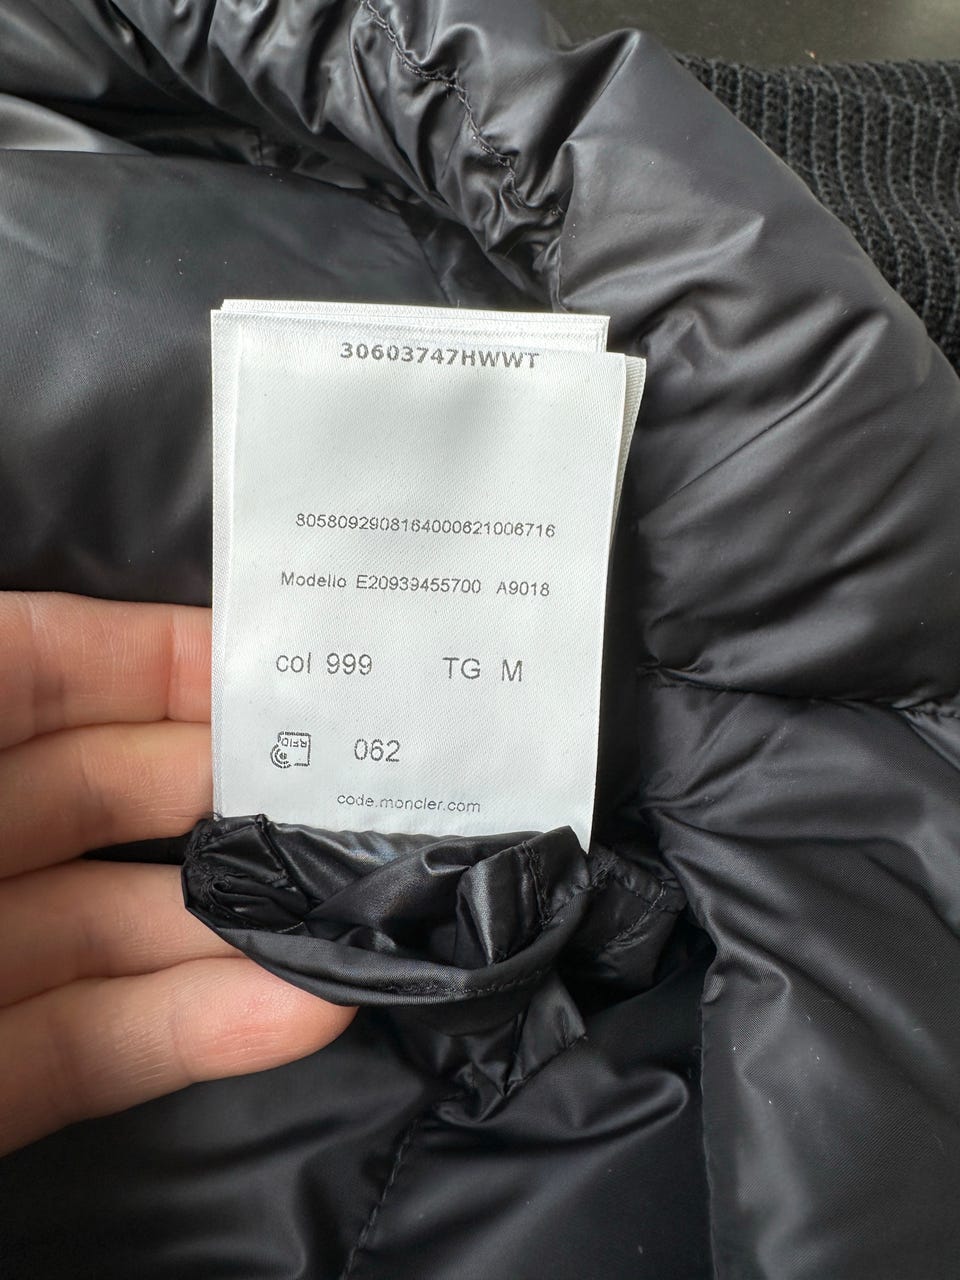 30603747HWWT
8058092908164000621006716
Modello E20939455700 A9018
col 999 TG M
RFID 062
code.moncler.com